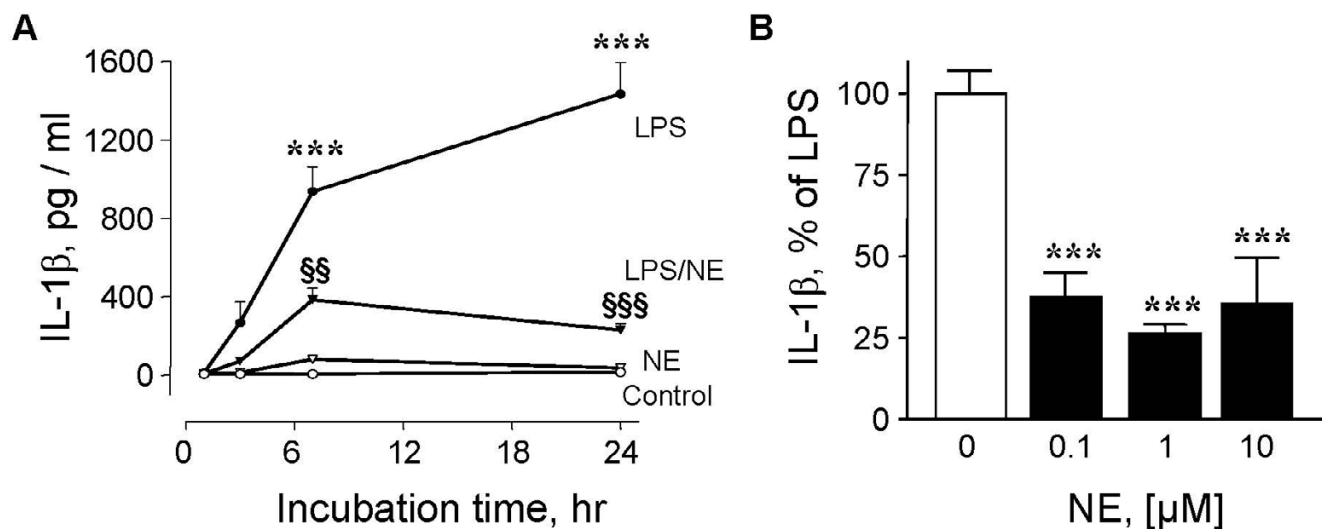 A
IL-1β, pg / ml
1600
1200
800
400
0
***
***
LPS
§§
LPS/NE
§§§
NE
Control
0 6 12 18 24
Incubation time, hr
B
IL-1β, % of LPS
100
75
50
25
0
***
***
***
0 0.1 1 10
NE, [µM]